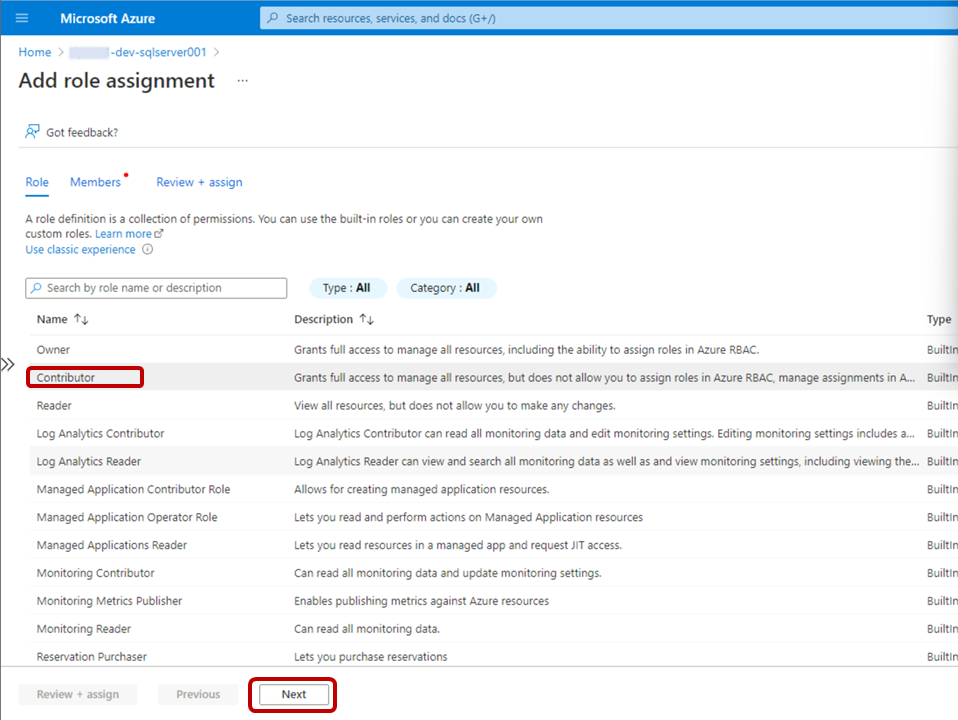 Microsoft Azure
Search resources, services, and docs (G+/)
Home > -dev-sqlserver001 >
Add role assignment ...
Got feedback?
Role Members Review + assign
A role definition is a collection of permissions. You can use the built-in roles or you can create your own
custom roles. Learn more
Use classic experience
Search by role name or description Type : All Category : All
Name ↑↓ Description ↑↓ Type
Owner Grants full access to manage all resources, including the ability to assign roles in Azure RBAC. BuiltIn
Contributor Grants full access to manage all resources, but does not allow you to assign roles in Azure RBAC, manage assignments in A... BuiltIn
Reader View all resources, but does not allow you to make any changes. BuiltIn
Log Analytics Contributor Log Analytics Contributor can read all monitoring data and edit monitoring settings. Editing monitoring settings includes a... BuiltIn
Log Analytics Reader Log Analytics Reader can view and search all monitoring data as well as and view monitoring settings, including viewing the... BuiltIn
Managed Application Contributor Role Allows for creating managed application resources. BuiltIn
Managed Application Operator Role Lets you read and perform actions on Managed Application resources BuiltIn
Managed Applications Reader Lets you read resources in a managed app and request JIT access. BuiltIn
Monitoring Contributor Can read all monitoring data and update monitoring settings. BuiltIn
Monitoring Metrics Publisher Enables publishing metrics against Azure resources BuiltIn
Monitoring Reader Can read all monitoring data. BuiltIn
Reservation Purchaser Lets you purchase reservations BuiltIn
Review + assign Previous Next